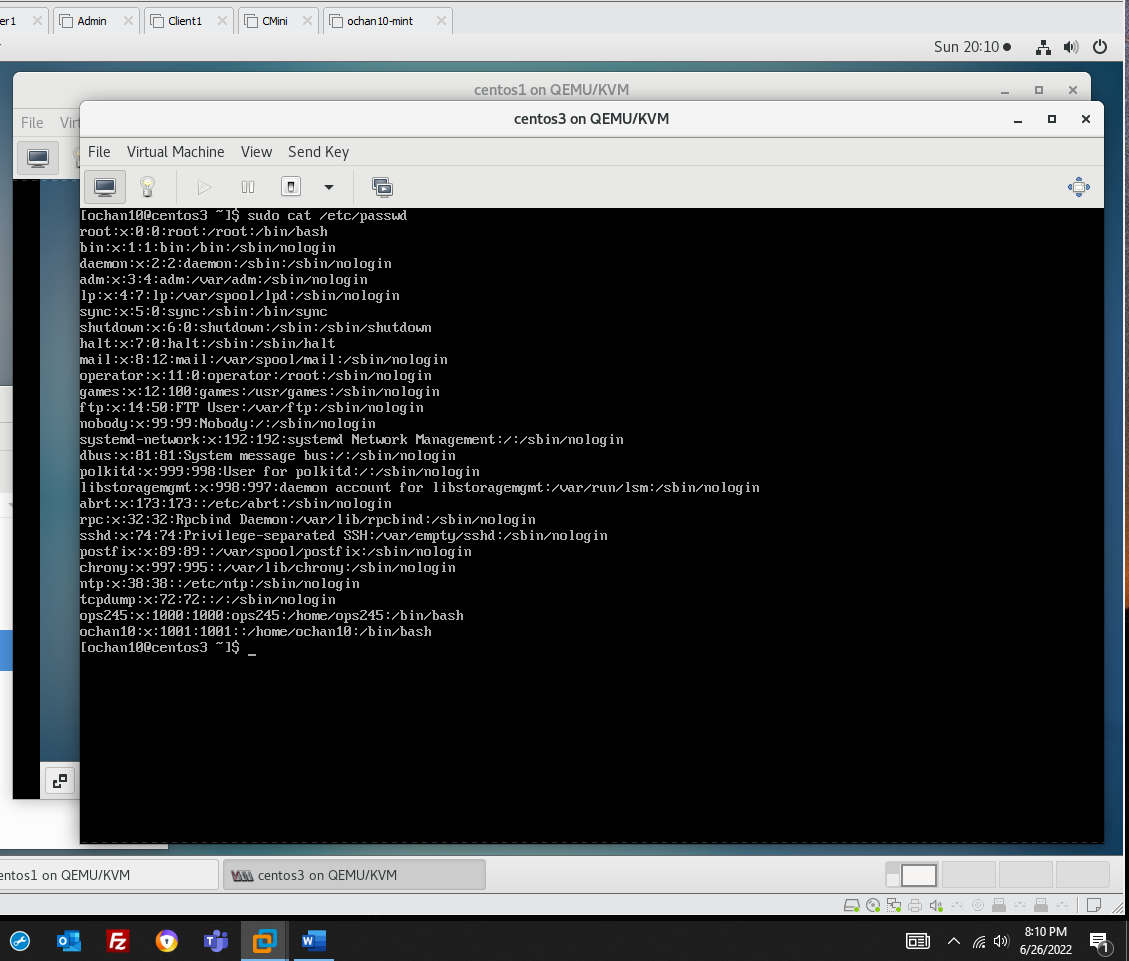 er1 Admin Client1 CMini ochan10-mint
Sun 20:10
centos1 on QEMU/KVM
File Virt
centos3 on QEMU/KVM
File Virtual Machine View Send Key
[ochan10@centos3 ~]$ sudo cat /etc/passwd
root:x:0:0:root:/root:/bin/bash
bin:x:1:1:bin:/bin:/sbin/nologin
daemon:x:2:2:daemon:/sbin:/sbin/nologin
adm:x:3:4:adm:/var/adm:/sbin/nologin
lp:x:4:7:lp:/var/spool/lpd:/sbin/nologin
sync:x:5:0:sync:/sbin:/bin/sync
shutdown:x:6:0:shutdown:/sbin:/sbin/shutdown
halt:x:7:0:halt:/sbin:/sbin/halt
mail:x:8:12:mail:/var/spool/mail:/sbin/nologin
operator:x:11:0:operator:/root:/sbin/nologin
games:x:12:100:games:/usr/games:/sbin/nologin
ftp:x:14:50:FTP User:/var/ftp:/sbin/nologin
nobody:x:99:99:Nobody:/:/sbin/nologin
systemd-network:x:192:192:systemd Network Management:/:/sbin/nologin
dbus:x:81:81:System message bus:/:/sbin/nologin
polkitd:x:999:998:User for polkitd:/:/sbin/nologin
libstoragemgmt:x:998:997:daemon account for libstoragemgmt:/var/run/lsm:/sbin/nologin
abrt:x:173:173::/etc/abrt:/sbin/nologin
rpc:x:32:32:Rpcbind Daemon:/var/lib/rpcbind:/sbin/nologin
sshd:x:74:74:Privilege-separated SSH:/var/empty/sshd:/sbin/nologin
postfix:x:89:89::/var/spool/postfix:/sbin/nologin
chrony:x:997:995::/var/lib/chrony:/sbin/nologin
ntp:x:38:38::/etc/ntp:/sbin/nologin
tcpdump:x:72:72::/:/sbin/nologin
ops245:x:1000:1000:ops245:/home/ops245:/bin/bash
ochan10:x:1001:1001::/home/ochan10:/bin/bash
[ochan10@centos3 ~]$ _
entos1 on QEMU/KVM centos3 on QEMU/KVM
8:10 PM
6/26/2022
1